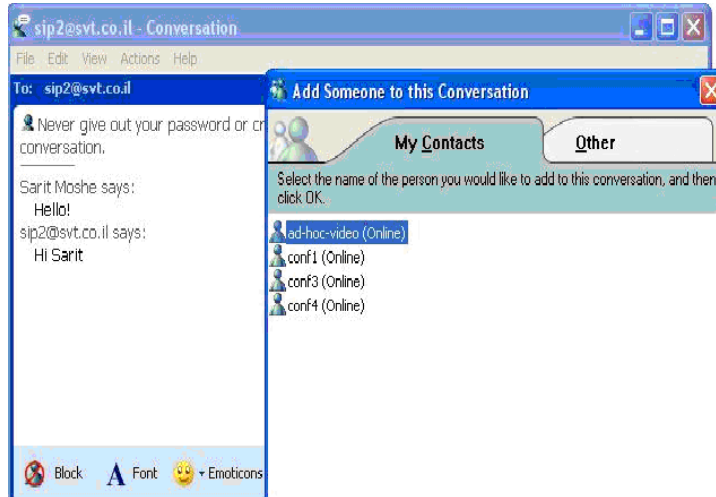 sip2@svt.co.il - Conversation
File Edit View Actions Help
To: sip2@svt.co.il
Never give out your password or cr
conversation.
Sarit Moshe says:
Hello!
sip2@svt.co.il says:
Hi Sarit
Block Font Emoticons
Add Someone to this Conversation
My Contacts Other
Select the name of the person you would like to add to this conversation, and then
click OK.
ad-hoc-video (Online)
conf1 (Online)
conf3 (Online)
conf4 (Online)